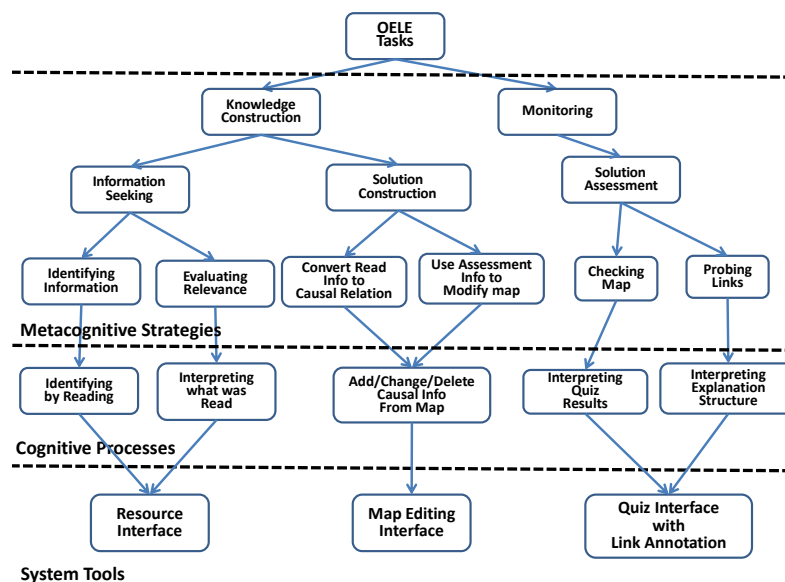 OELE
Tasks
Knowledge
Construction
Monitoring
Information
Seeking
Solution
Construction
Solution
Assessment
Identifying
Information
Evaluating
Relevance
Convert Read
Info to
Causal Relation
Use Assessment
Info to
Modify map
Checking
Map
Probing
Links
Metacognitive Strategies
Identifying
by Reading
Interpreting
what was
Read
Add/Change/Delete
Causal Info
From Map
Interpreting
Quiz
Results
Interpreting
Explanation
Structure
Cognitive Processes
Resource
Interface
Map Editing
Interface
Quiz Interface
with
Link Annotation
System Tools